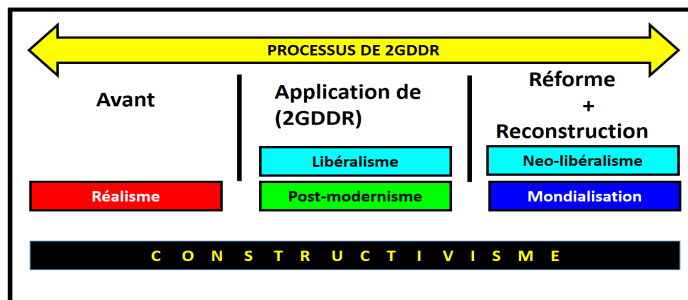 PROCESSUS DE 2GDDR
Avant
Application de
(2GDDR)
Réforme
+
Reconstruction
Libéralisme
Neo-libéralisme
Réalisme
Post-modernisme
Mondialisation
C O N S T R U C T I V I S M E